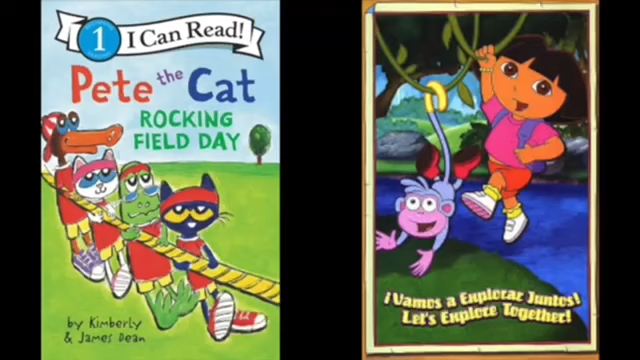 1
I Can Read!
Pete the Cat
ROCKING
FIELD DAY
by Kimberly
& James Dean
¡Vamos a Explorar Juntos!
Let's Explore Together!